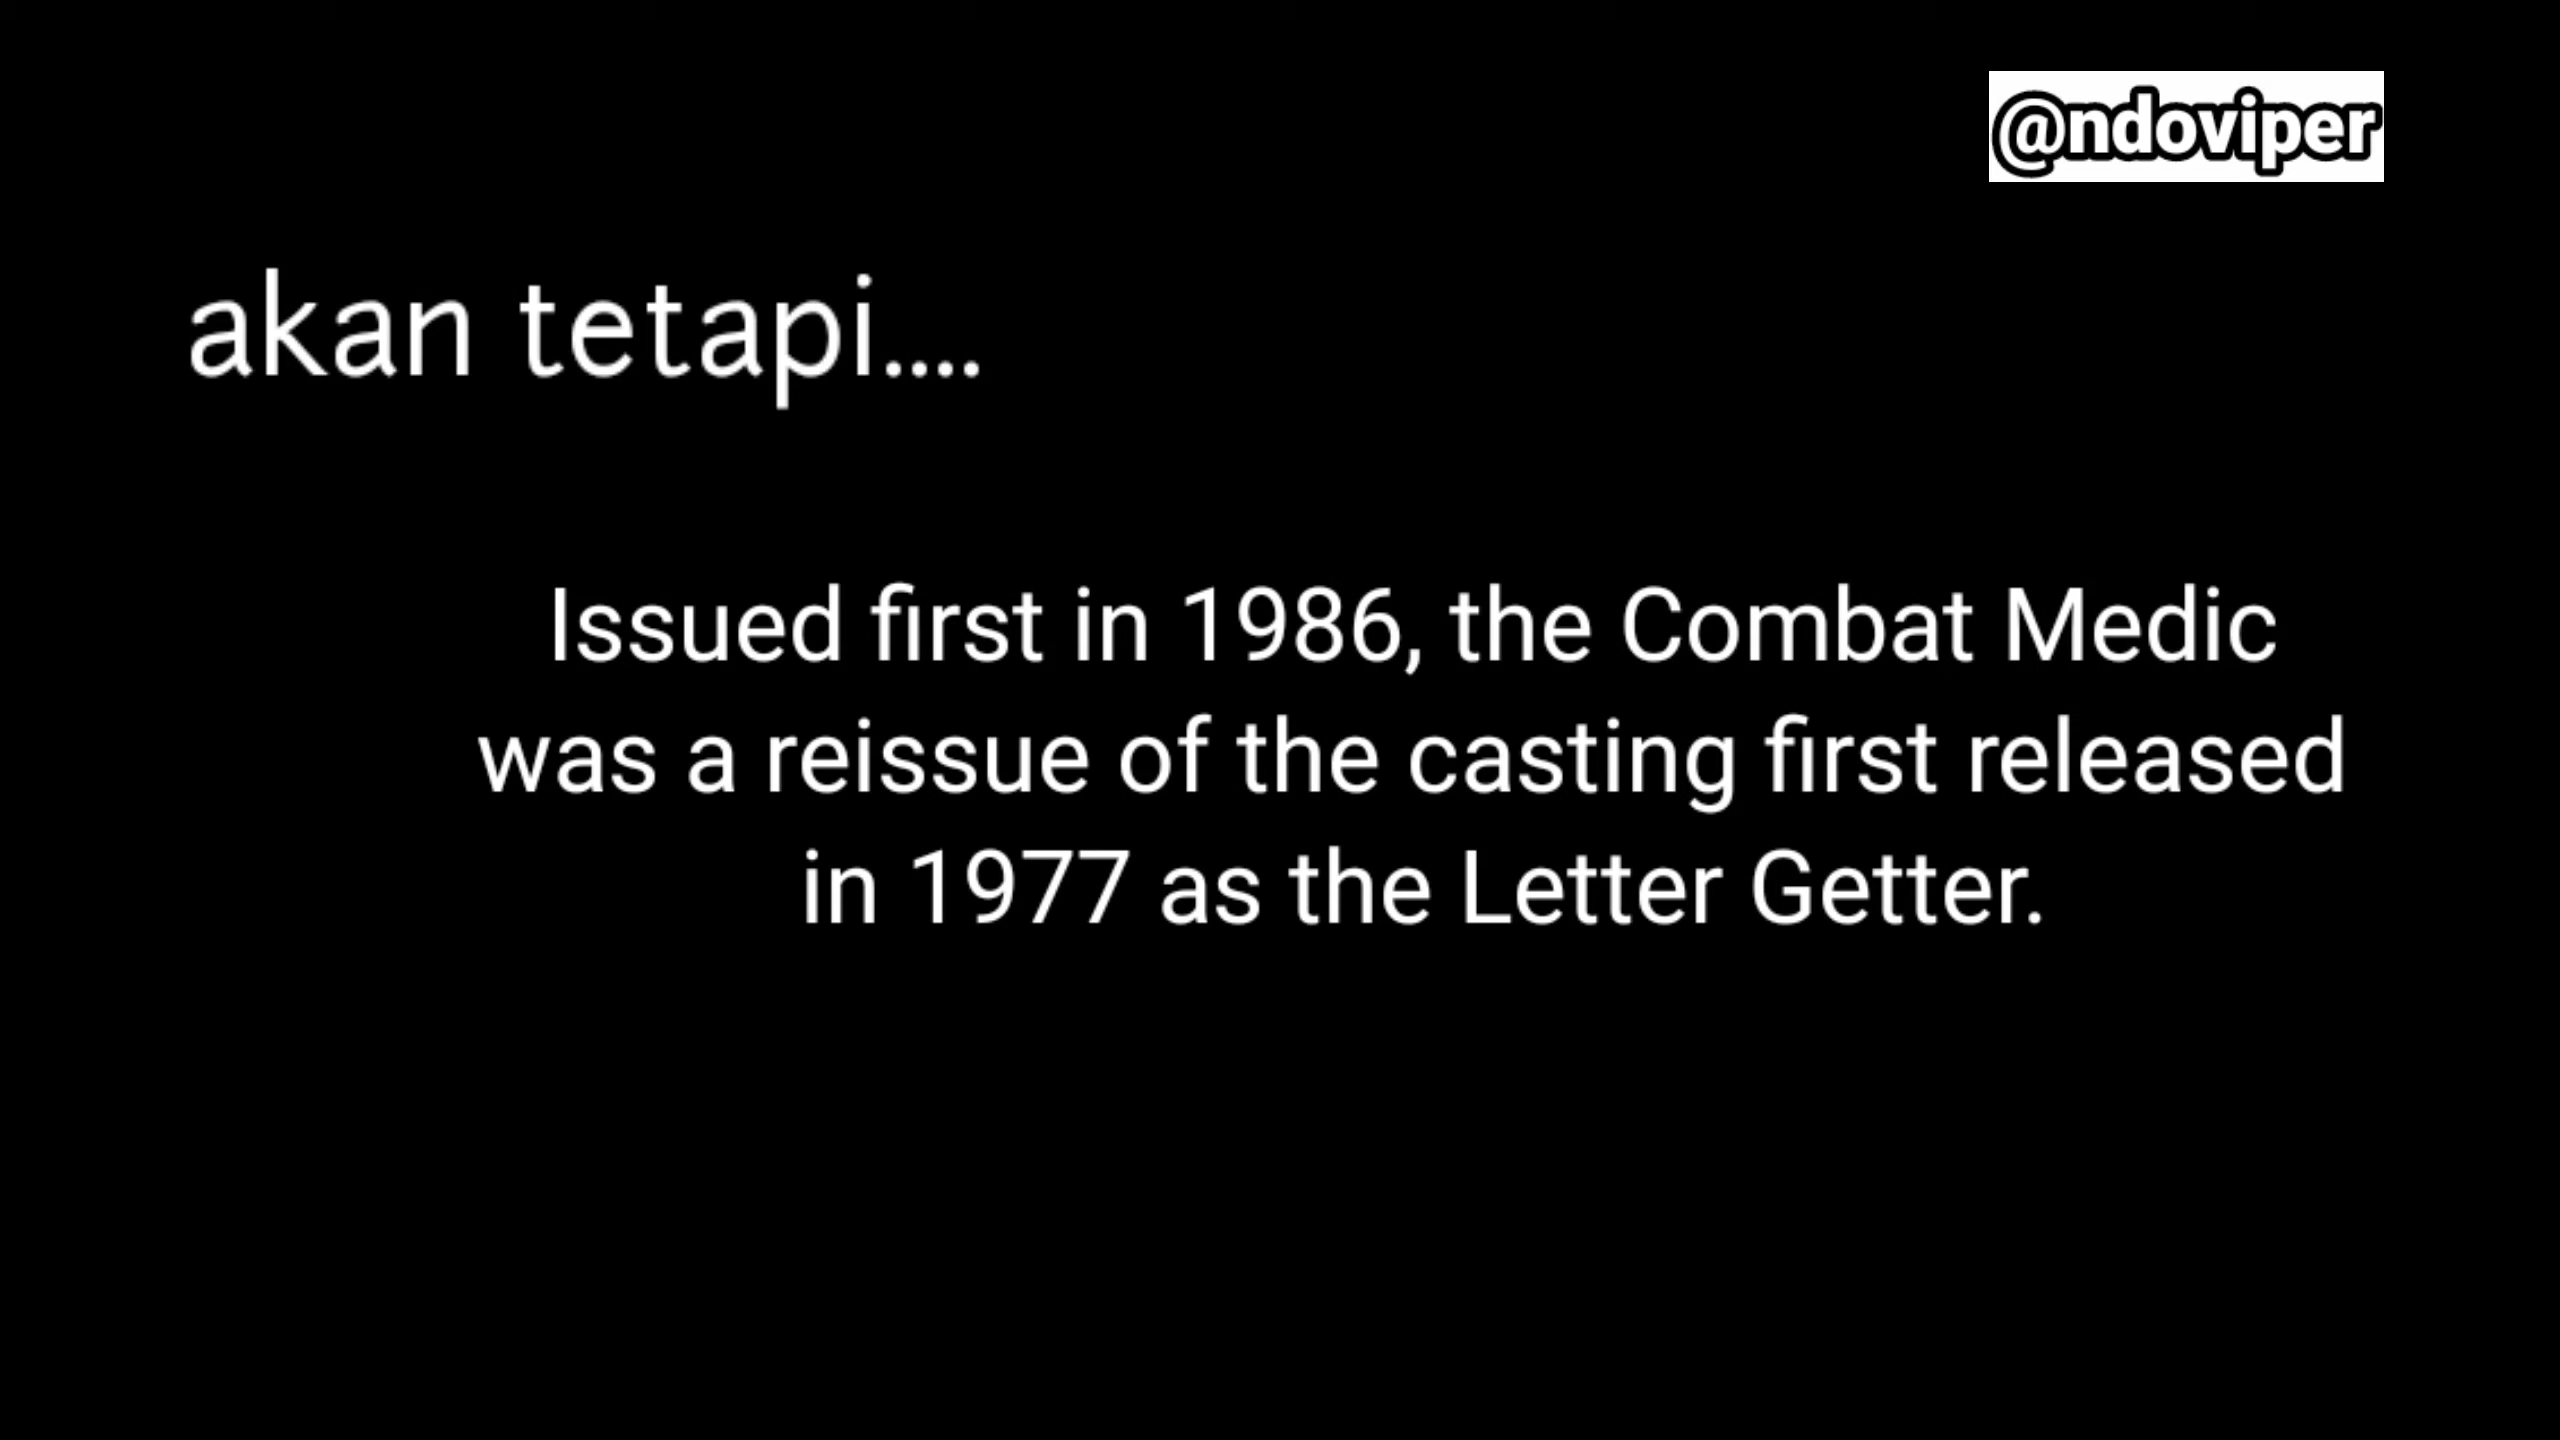 @ndoviper
akan tetapi....
Issued first in 1986, the Combat Medic
was a reissue of the casting first released
in 1977 as the Letter Getter.